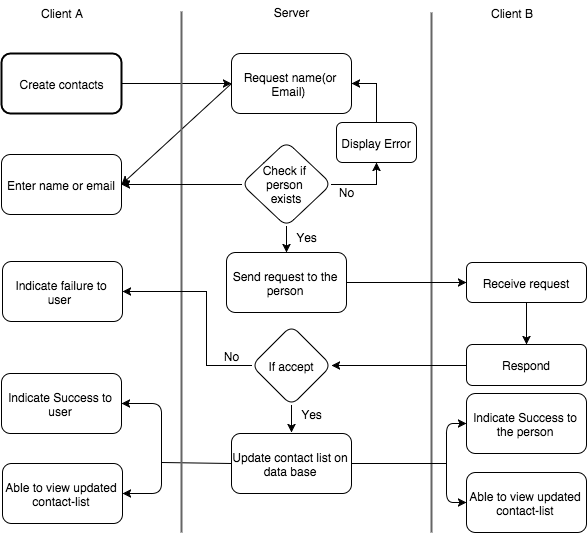 Client A
Server
Client B
Create contacts
Request name(or
Email)
Display Error
Enter name or email
Check if
person
exists
No
Yes
Indicate failure to
user
Send request to the
person
Receive request
No
If accept
Respond
Yes
Indicate Success to
user
Indicate Success to
the person
Update contact list on
data base
Able to view updated
contact-list
Able to view updated
contact-list